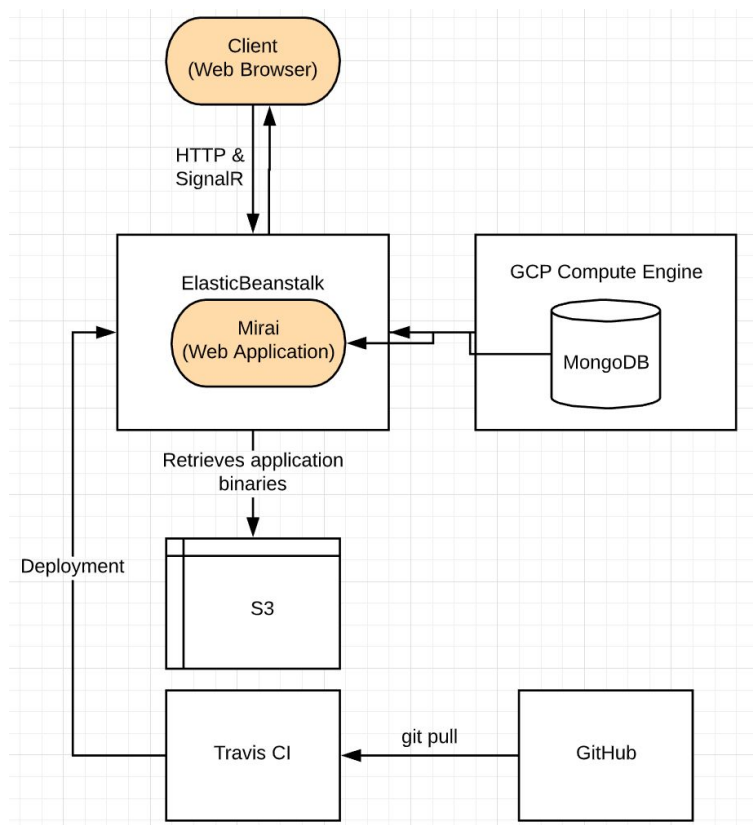 Client
(Web Browser)
HTTP &
SignalR
ElasticBeanstalk
Mirai
(Web Application)
GCP Compute Engine
MongoDB
Retrieves application
binaries
Deployment
S3
Travis CI
git pull
GitHub